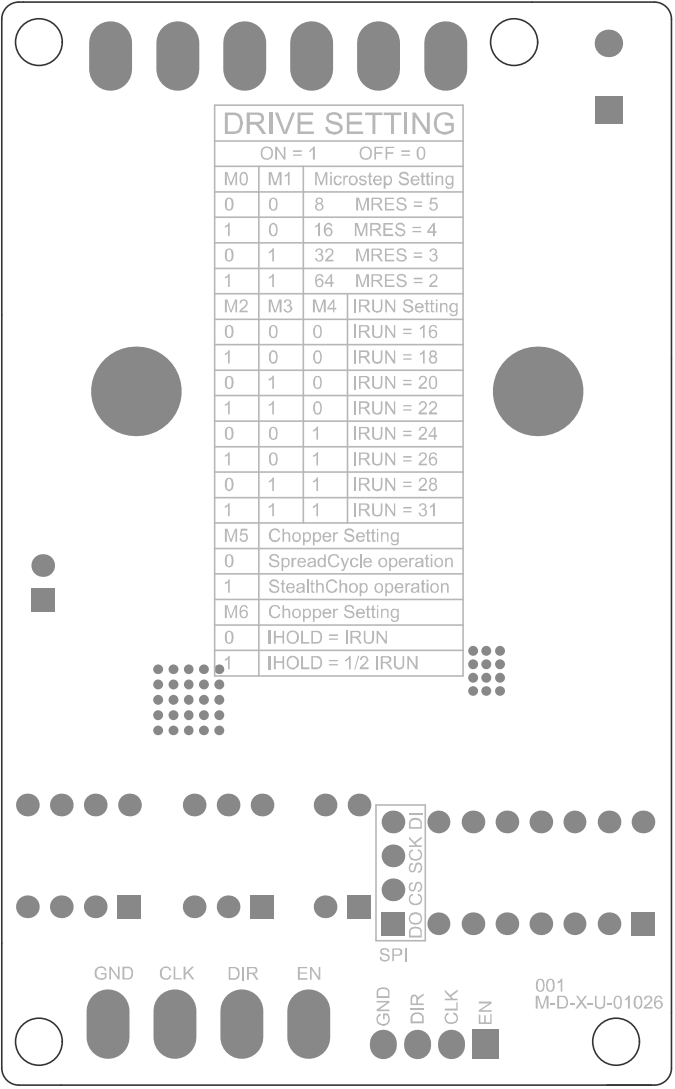 DRIVE SETTING
ON = 1 OFF = 0
M0 M1 Microstep Setting
0 0 8 MRES = 5
1 0 16 MRES = 4
0 1 32 MRES = 3
1 1 64 MRES = 2
M2 M3 M4 IRUN Setting
0 0 0 IRUN = 16
1 0 0 IRUN = 18
0 1 0 IRUN = 20
1 1 0 IRUN = 22
0 0 1 IRUN = 24
1 0 1 IRUN = 26
0 1 1 IRUN = 28
1 1 1 IRUN = 31
M5 Chopper Setting
0 SpreadCycle operation
1 StealthChop operation
M6 Chopper Setting
0 IHOLD = IRUN
1 IHOLD = 1/2 IRUN
DO CS SCK DI
SPI
GND CLK DIR EN
GND
DIR
CLK
EN
001
M-D-X-U-01026